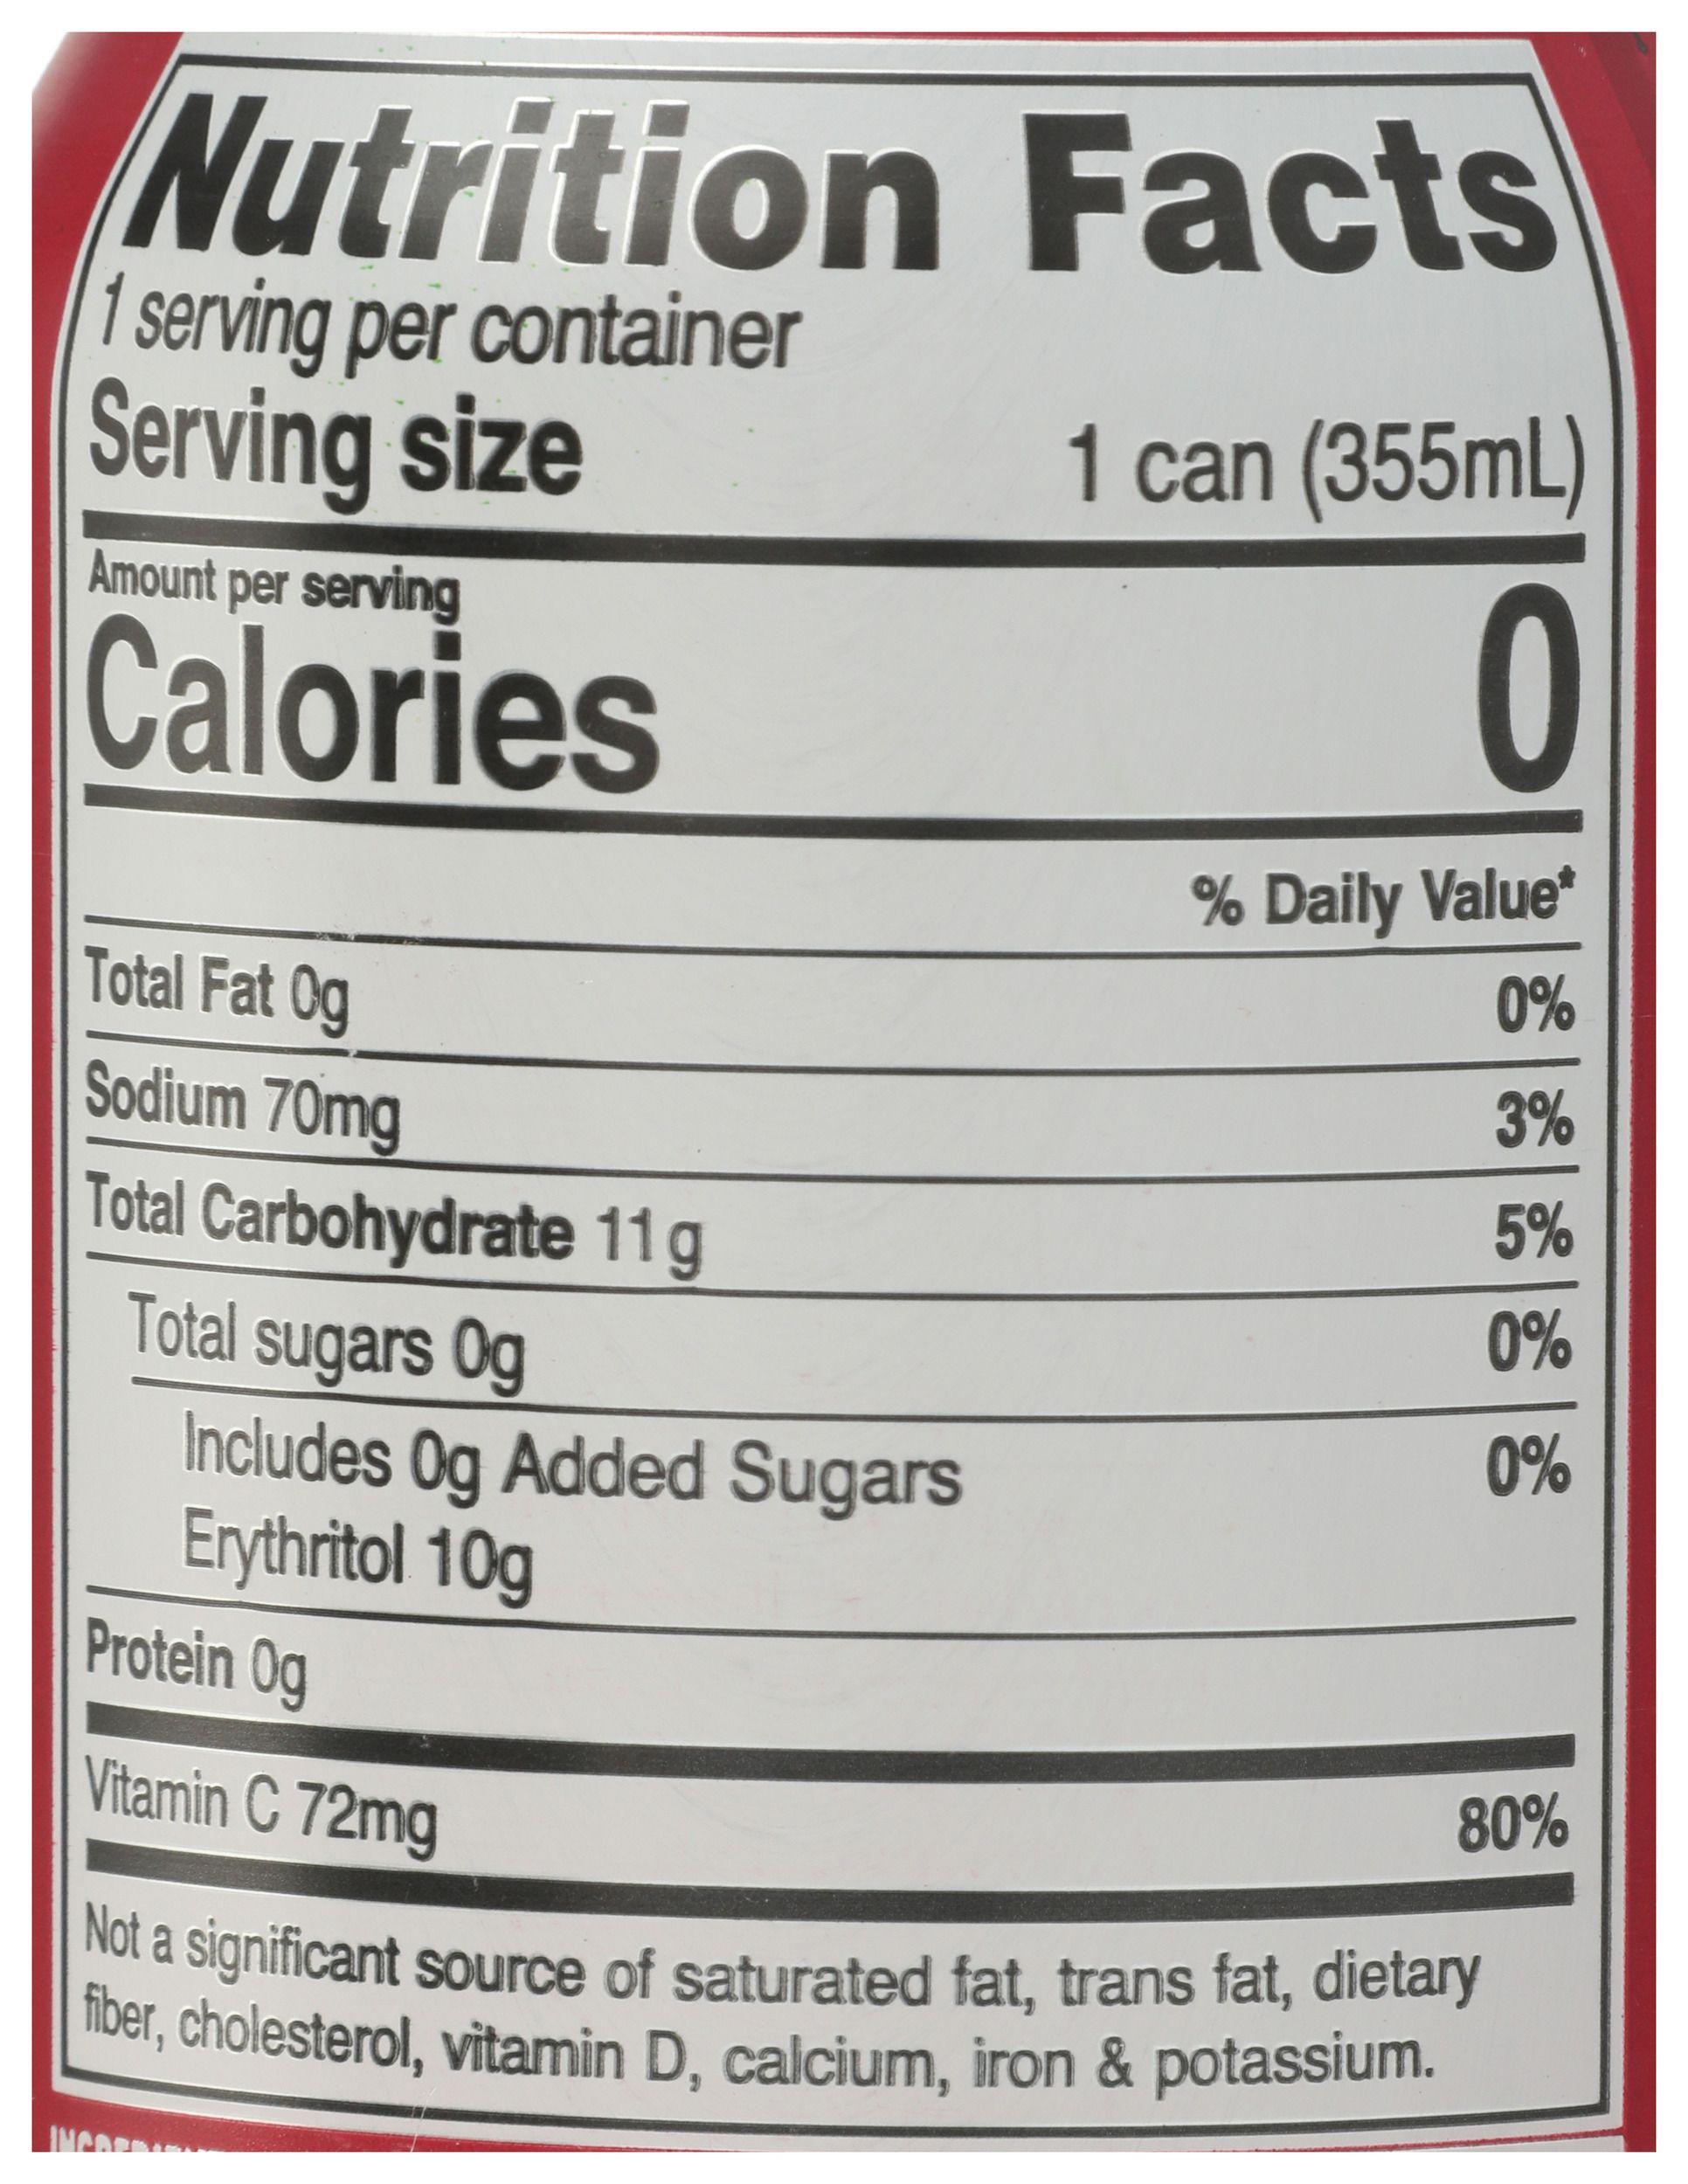 Nutrition Facts
1 serving per container
Serving size 1 can (355mL)
Amount per serving
Calories 0
% Daily Value*
Total Fat 0g 0%
Sodium 70mg 3%
Total Carbohydrate 11g 5%
Total sugars 0g 0%
Includes 0g Added Sugars 0%
Erythritol 10g
Protein 0g
Vitamin C 72mg 80%
Not a significant source of saturated fat, trans fat, dietary
fiber, cholesterol, vitamin D, calcium, iron & potassium.